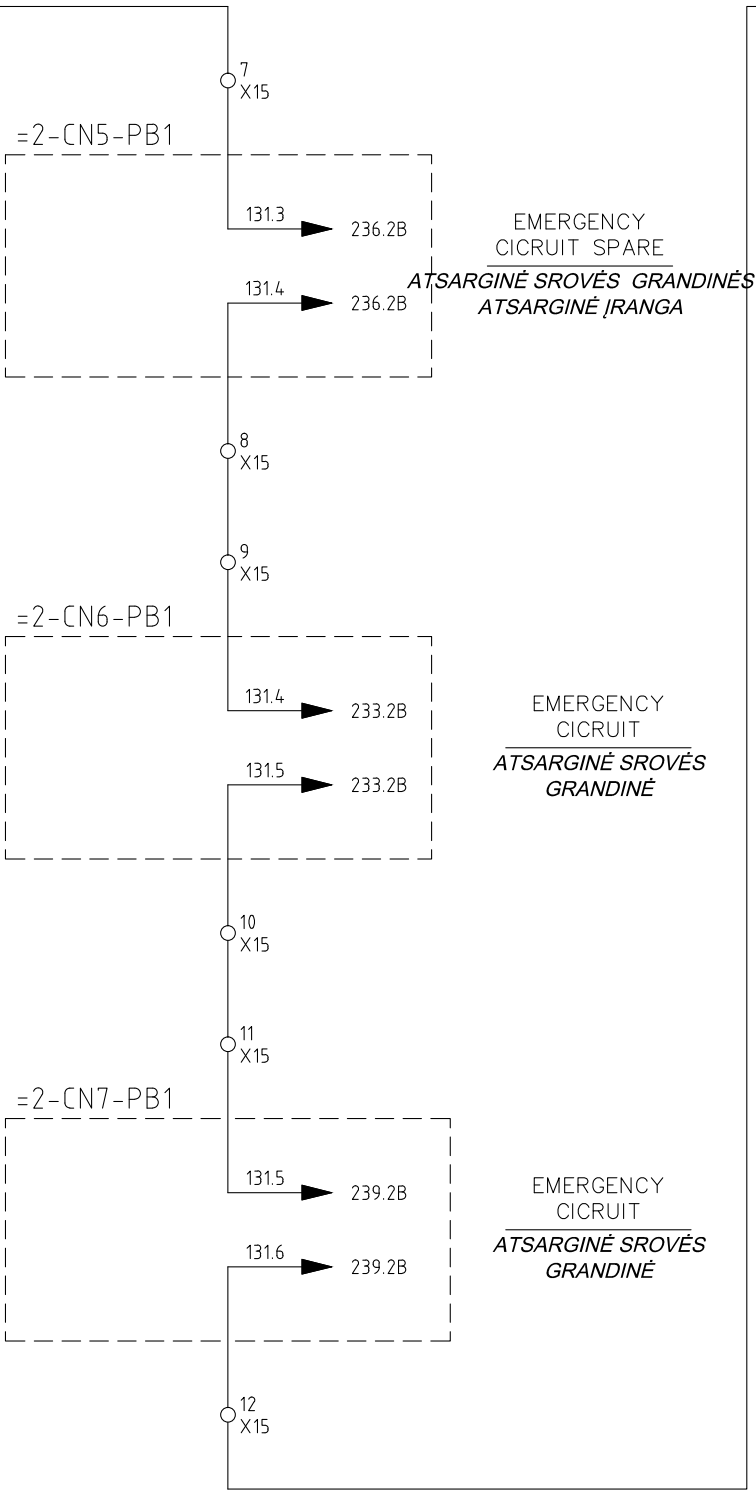 7
X15
=2-CN5-PB1
131.3
236.2B
131.4
236.2B
EMERGENCY
CICRUIT SPARE
ATSARGINĖ SROVĖS GRANDINĖS
ATSARGINĖ ĮRANGA
8
X15
9
X15
=2-CN6-PB1
131.4
233.2B
131.5
233.2B
EMERGENCY
CICRUIT
ATSARGINĖ SROVĖS
GRANDINĖ
10
X15
11
X15
=2-CN7-PB1
131.5
239.2B
131.6
239.2B
EMERGENCY
CICRUIT
ATSARGINĖ SROVĖS
GRANDINĖ
12
X15